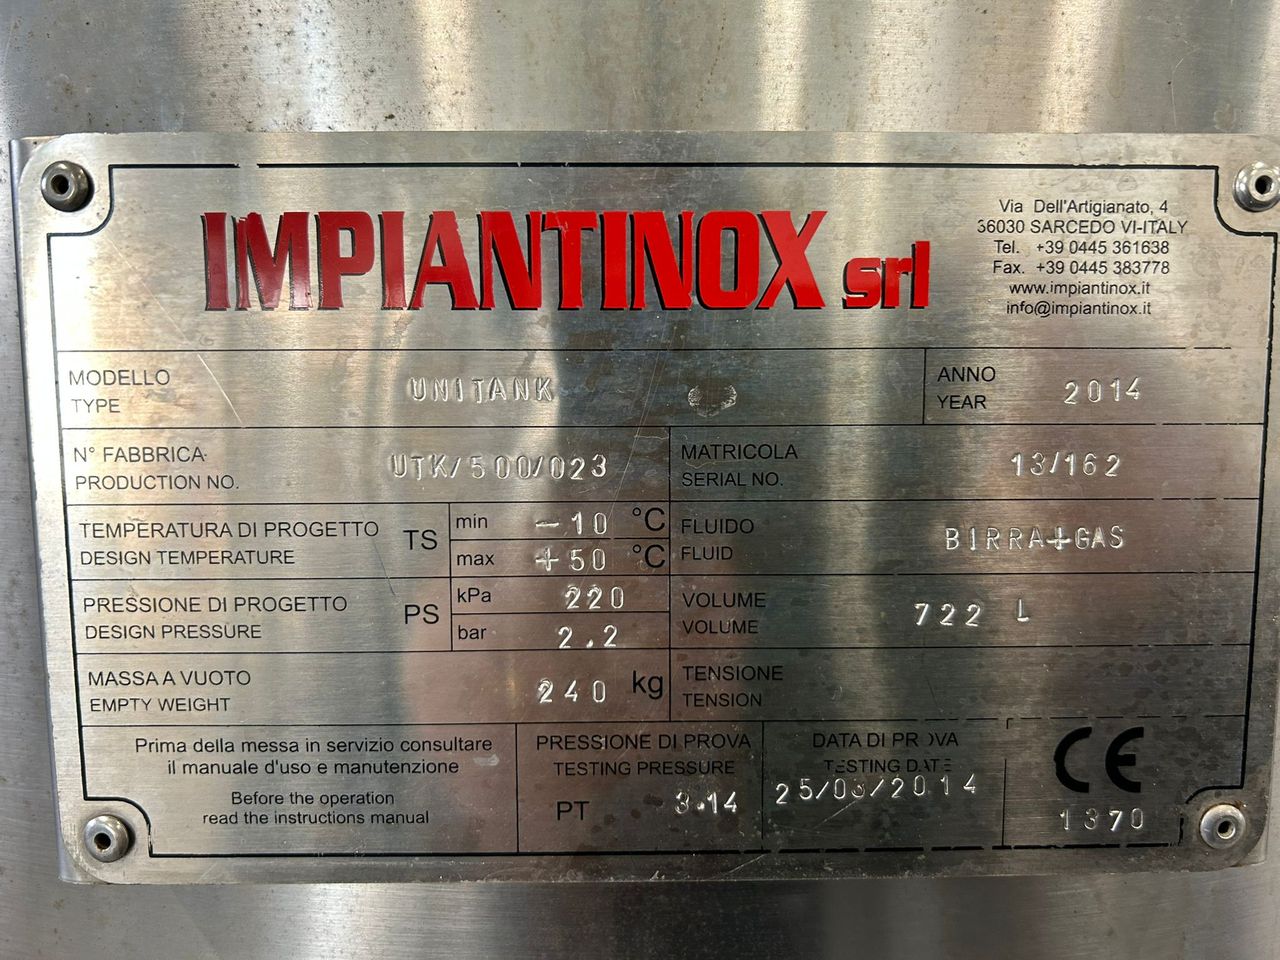 IMPIANTINOX srl
Via Dell'Artigianato, 4
36030 SARCEDO VI-ITALY
Tel. +39 0445 361638
Fax. +39 0445 383778
www.impiantinox.it
info@impiantinox.it
MODELLO
TYPE
UNITANK
ANNO
YEAR
2014
N° FABBRICA
PRODUCTION NO.
UTK/500/023
MATRICOLA
SERIAL NO.
13/162
TEMPERATURA DI PROGETTO
DESIGN TEMPERATURE
TS
min -10 °C
max +50 °C
FLUIDO
FLUID
BIRRA+GAS
PRESSIONE DI PROGETTO
DESIGN PRESSURE
PS
kPa 220
bar 2.2
VOLUME
VOLUME
722 L
MASSA A VUOTO
EMPTY WEIGHT
240 kg
TENSIONE
TENSION
Prima della messa in servizio consultare
il manuale d'uso e manutenzione
Before the operation
read the instructions manual
PRESSIONE DI PROVA
TESTING PRESSURE
PT 3.14
DATA DI PROVA
TESTING DATE
CE
1370